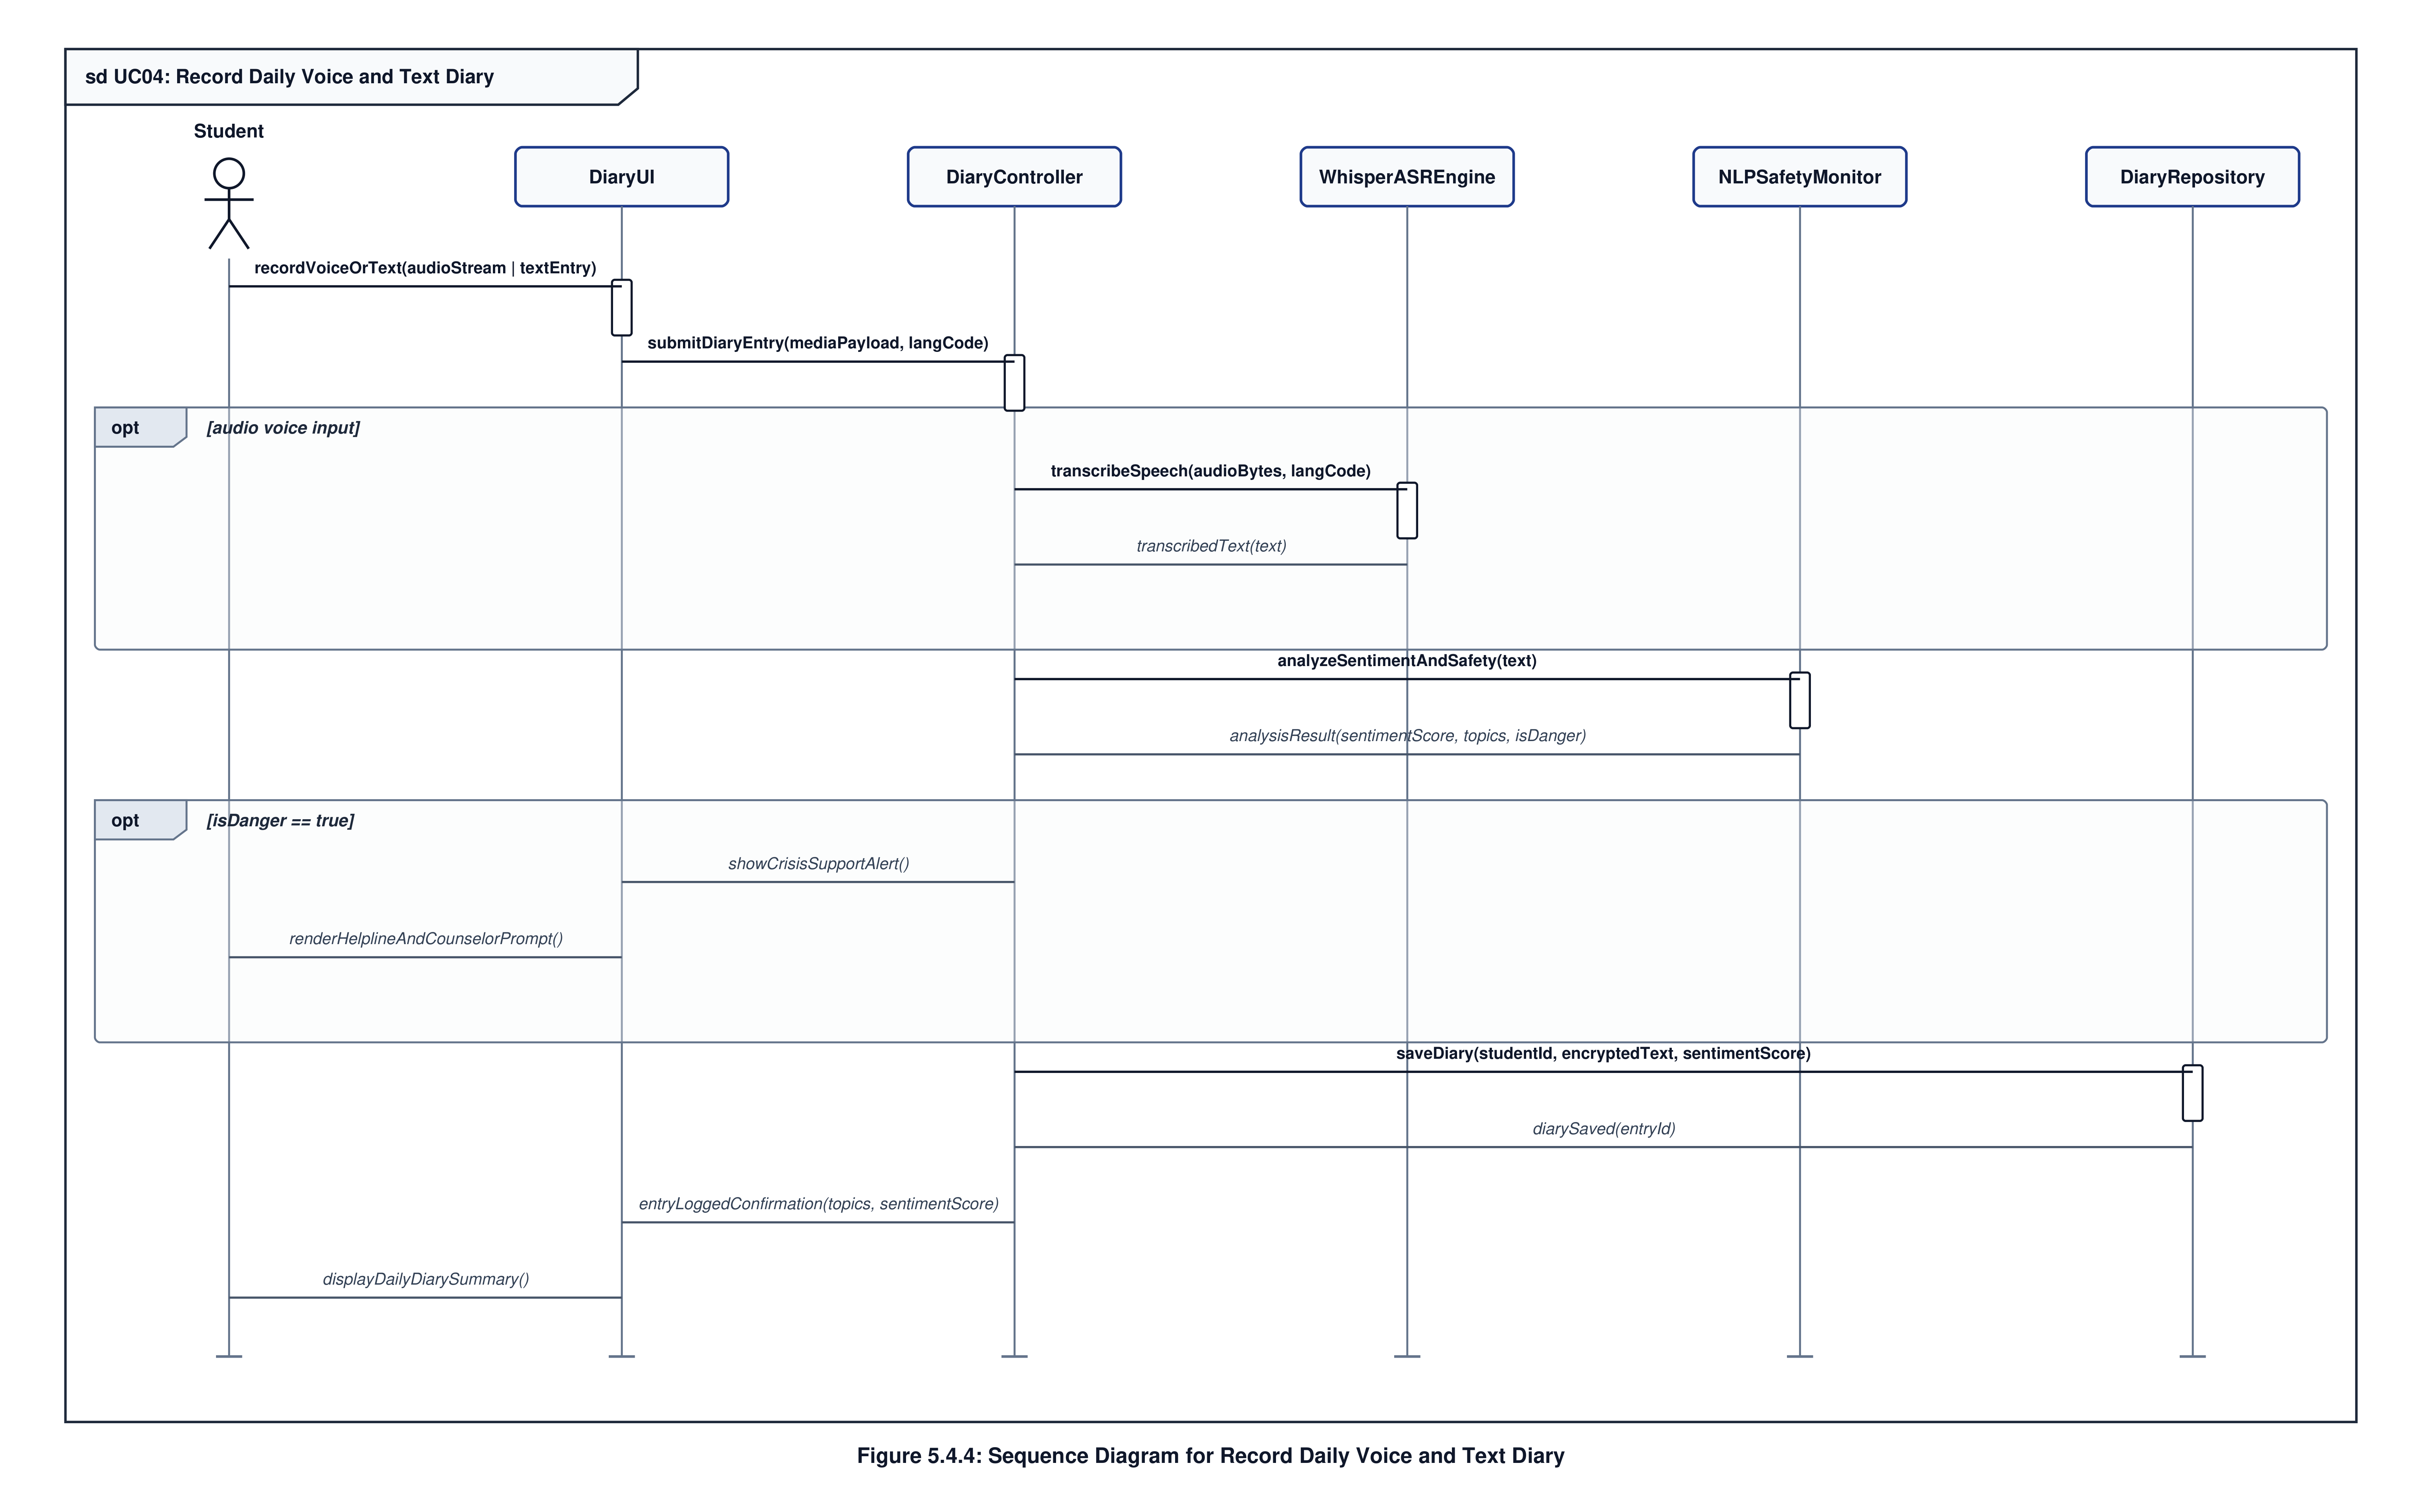 sd UC04: Record Daily Voice and Text Diary
Student
DiaryUI
DiaryController
WhisperASREngine
NLPSafetyMonitor
DiaryRepository
recordVoiceOrText(audioStream | textEntry)
submitDiaryEntry(mediaPayload, langCode)
opt
[audio voice input]
transcribeSpeech(audioBytes, langCode)
transcribedText(text)
analyzeSentimentAndSafety(text)
analysisResult(sentimentScore, topics, isDanger)
opt
[isDanger == true]
showCrisisSupportAlert()
renderHelplineAndCounselorPrompt()
saveDiary(studentId, encryptedText, sentimentScore)
diarySaved(entryId)
entryLoggedConfirmation(topics, sentimentScore)
displayDailyDiarySummary()
Figure 5.4.4: Sequence Diagram for Record Daily Voice and Text Diary